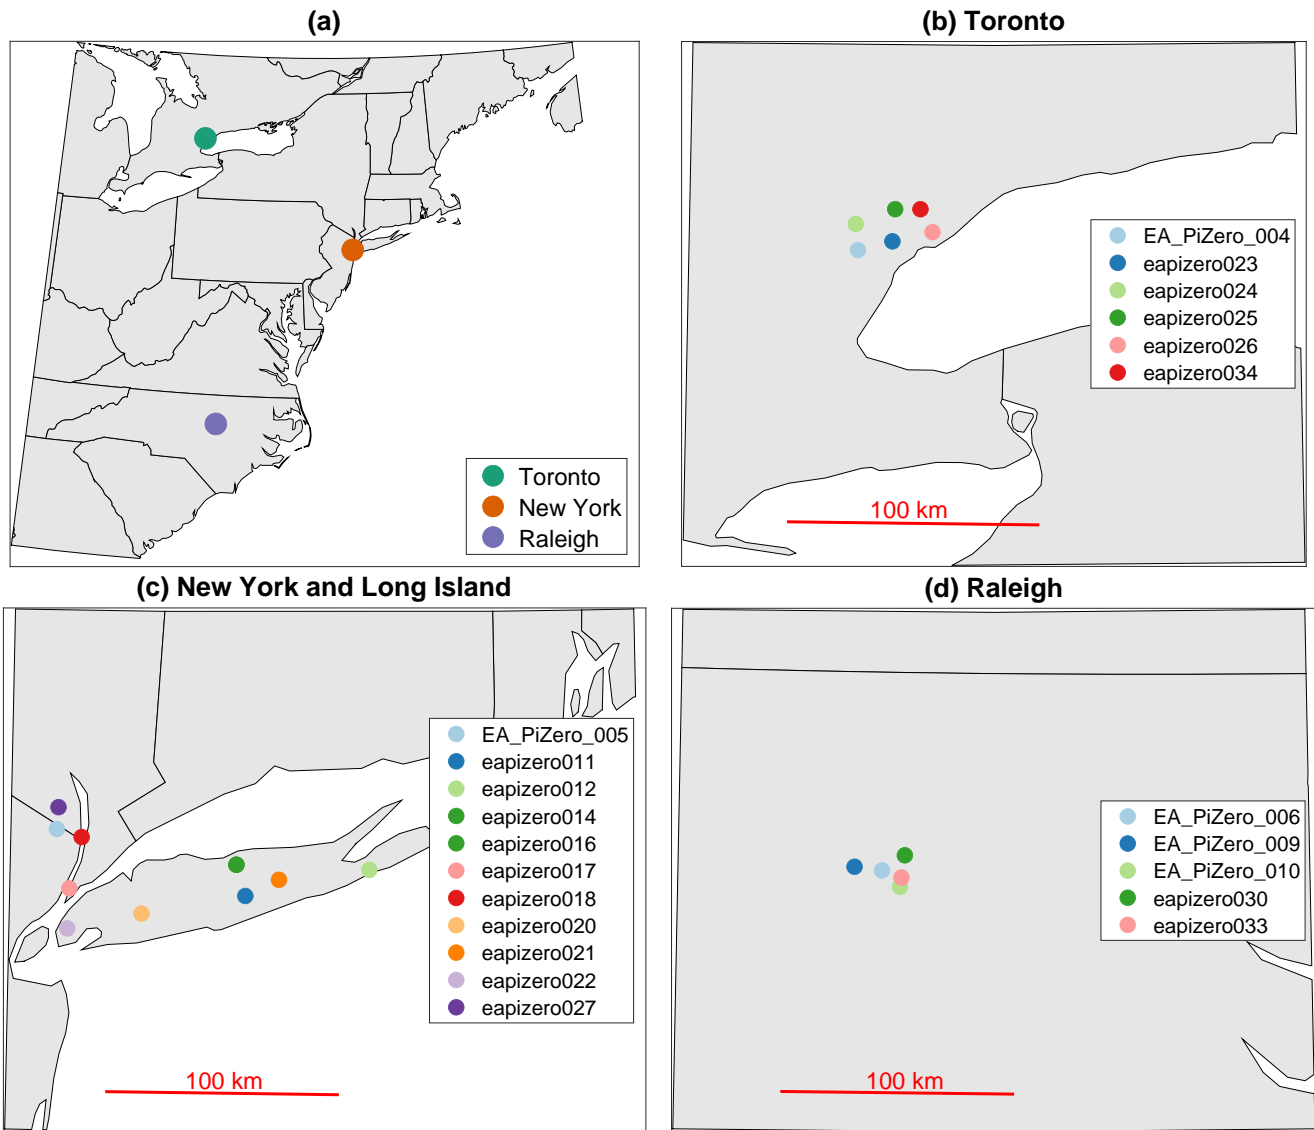 (a)
Toronto
New York
Raleigh
(b) Toronto
EA_PiZero_004
eapizero023
eapizero024
eapizero025
eapizero026
eapizero034
100 km
(c) New York and Long Island
EA_PiZero_005
eapizero011
eapizero012
eapizero014
eapizero016
eapizero017
eapizero018
eapizero020
eapizero021
eapizero022
eapizero027
100 km
(d) Raleigh
EA_PiZero_006
EA_PiZero_009
EA_PiZero_010
eapizero030
eapizero033
100 km